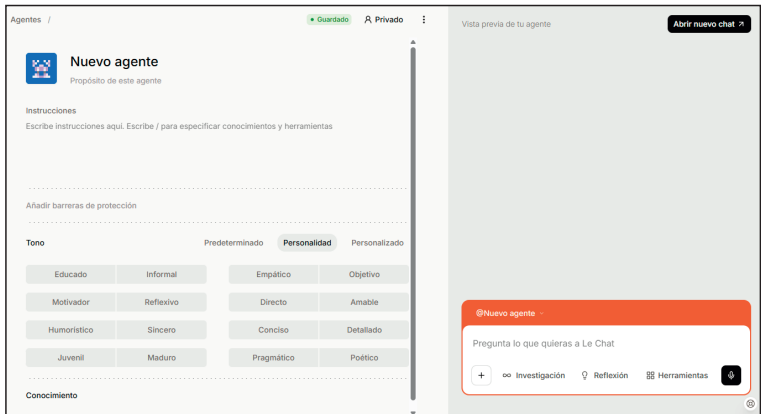 Agentes /
Guardado
Privado
Nuevo agente
Propósito de este agente
Instrucciones
Escribe instrucciones aquí. Escribe / para especificar conocimientos y herramientas
Añadir barreras de protección
Tono
Predeterminado Personalidad Personalizado
Educado Informal Empático Objetivo
Motivador Reflexivo Directo Amable
Humorístico Sincero Conciso Detallado
Juvenil Maduro Pragmático Poético
Conocimiento
Vista previa de tu agente
Abrir nuevo chat
@Nuevo agente
Pregunta lo que quieras a Le Chat
Investigación Reflexión Herramientas